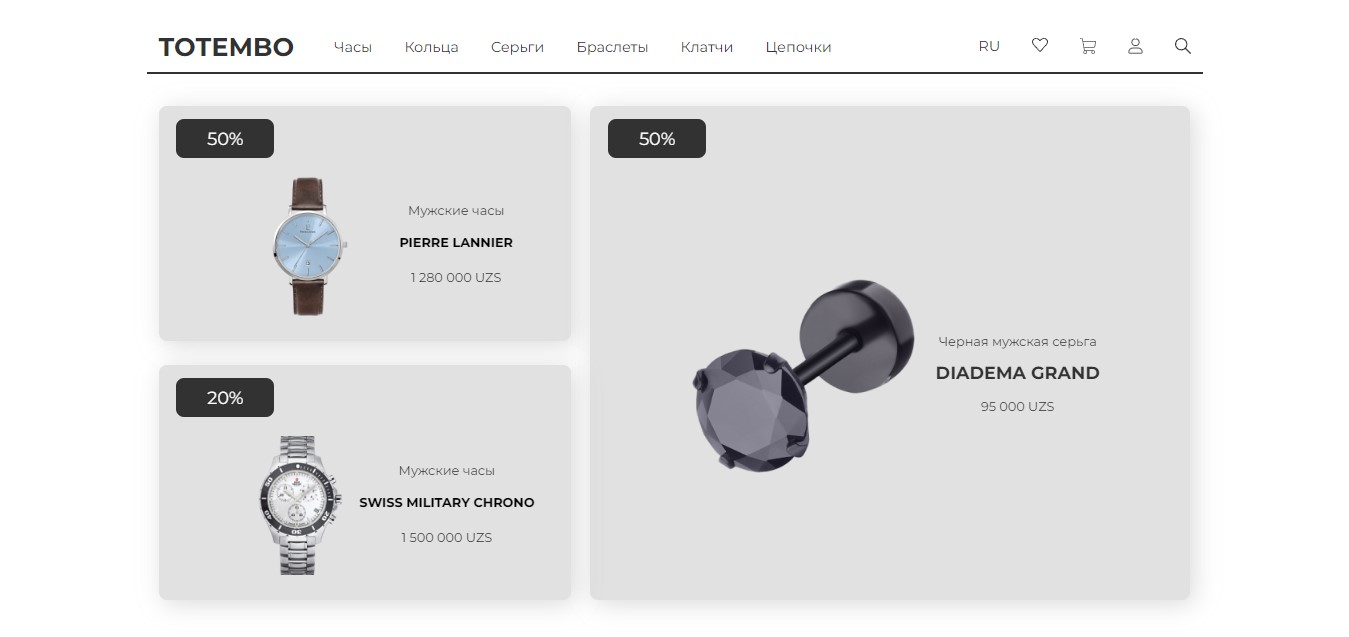 TOTEMBO Часы Кольца Серьги Браслеты Клатчи Цепочки RU
50%
Мужские часы
PIERRE LANNIER
1 280 000 UZS
20%
Мужские часы
SWISS MILITARY CHRONO
1 500 000 UZS
50%
Черная мужская серьга
DIADEMA GRAND
95 000 UZS